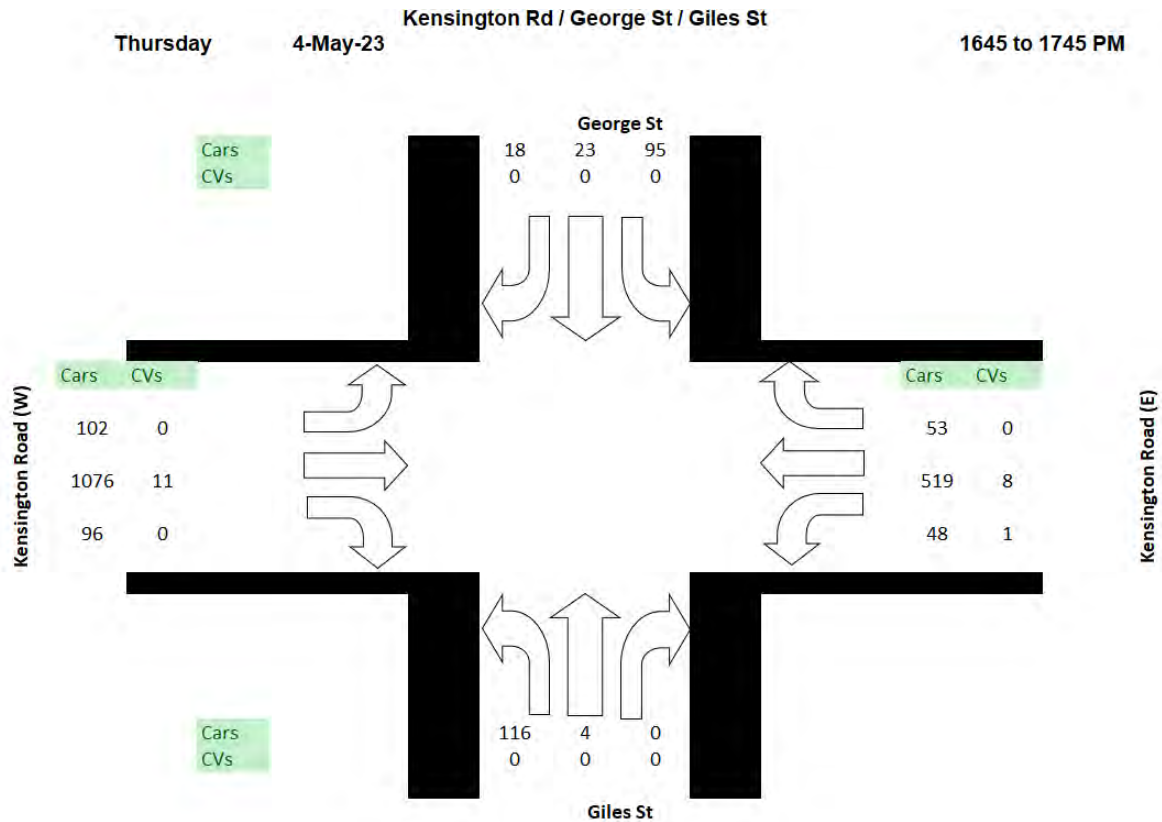 Kensington Rd / George St / Giles St
Thursday 4-May-23 1645 to 1745 PM
George St
Cars 18 23 95
CVs 0 0 0
Cars CVs
102 0
1076 11
96 0
Kensington Road (W)
Cars CVs
53 0
519 8
48 1
Kensington Road (E)
Cars 116 4 0
CVs 0 0 0
Giles St